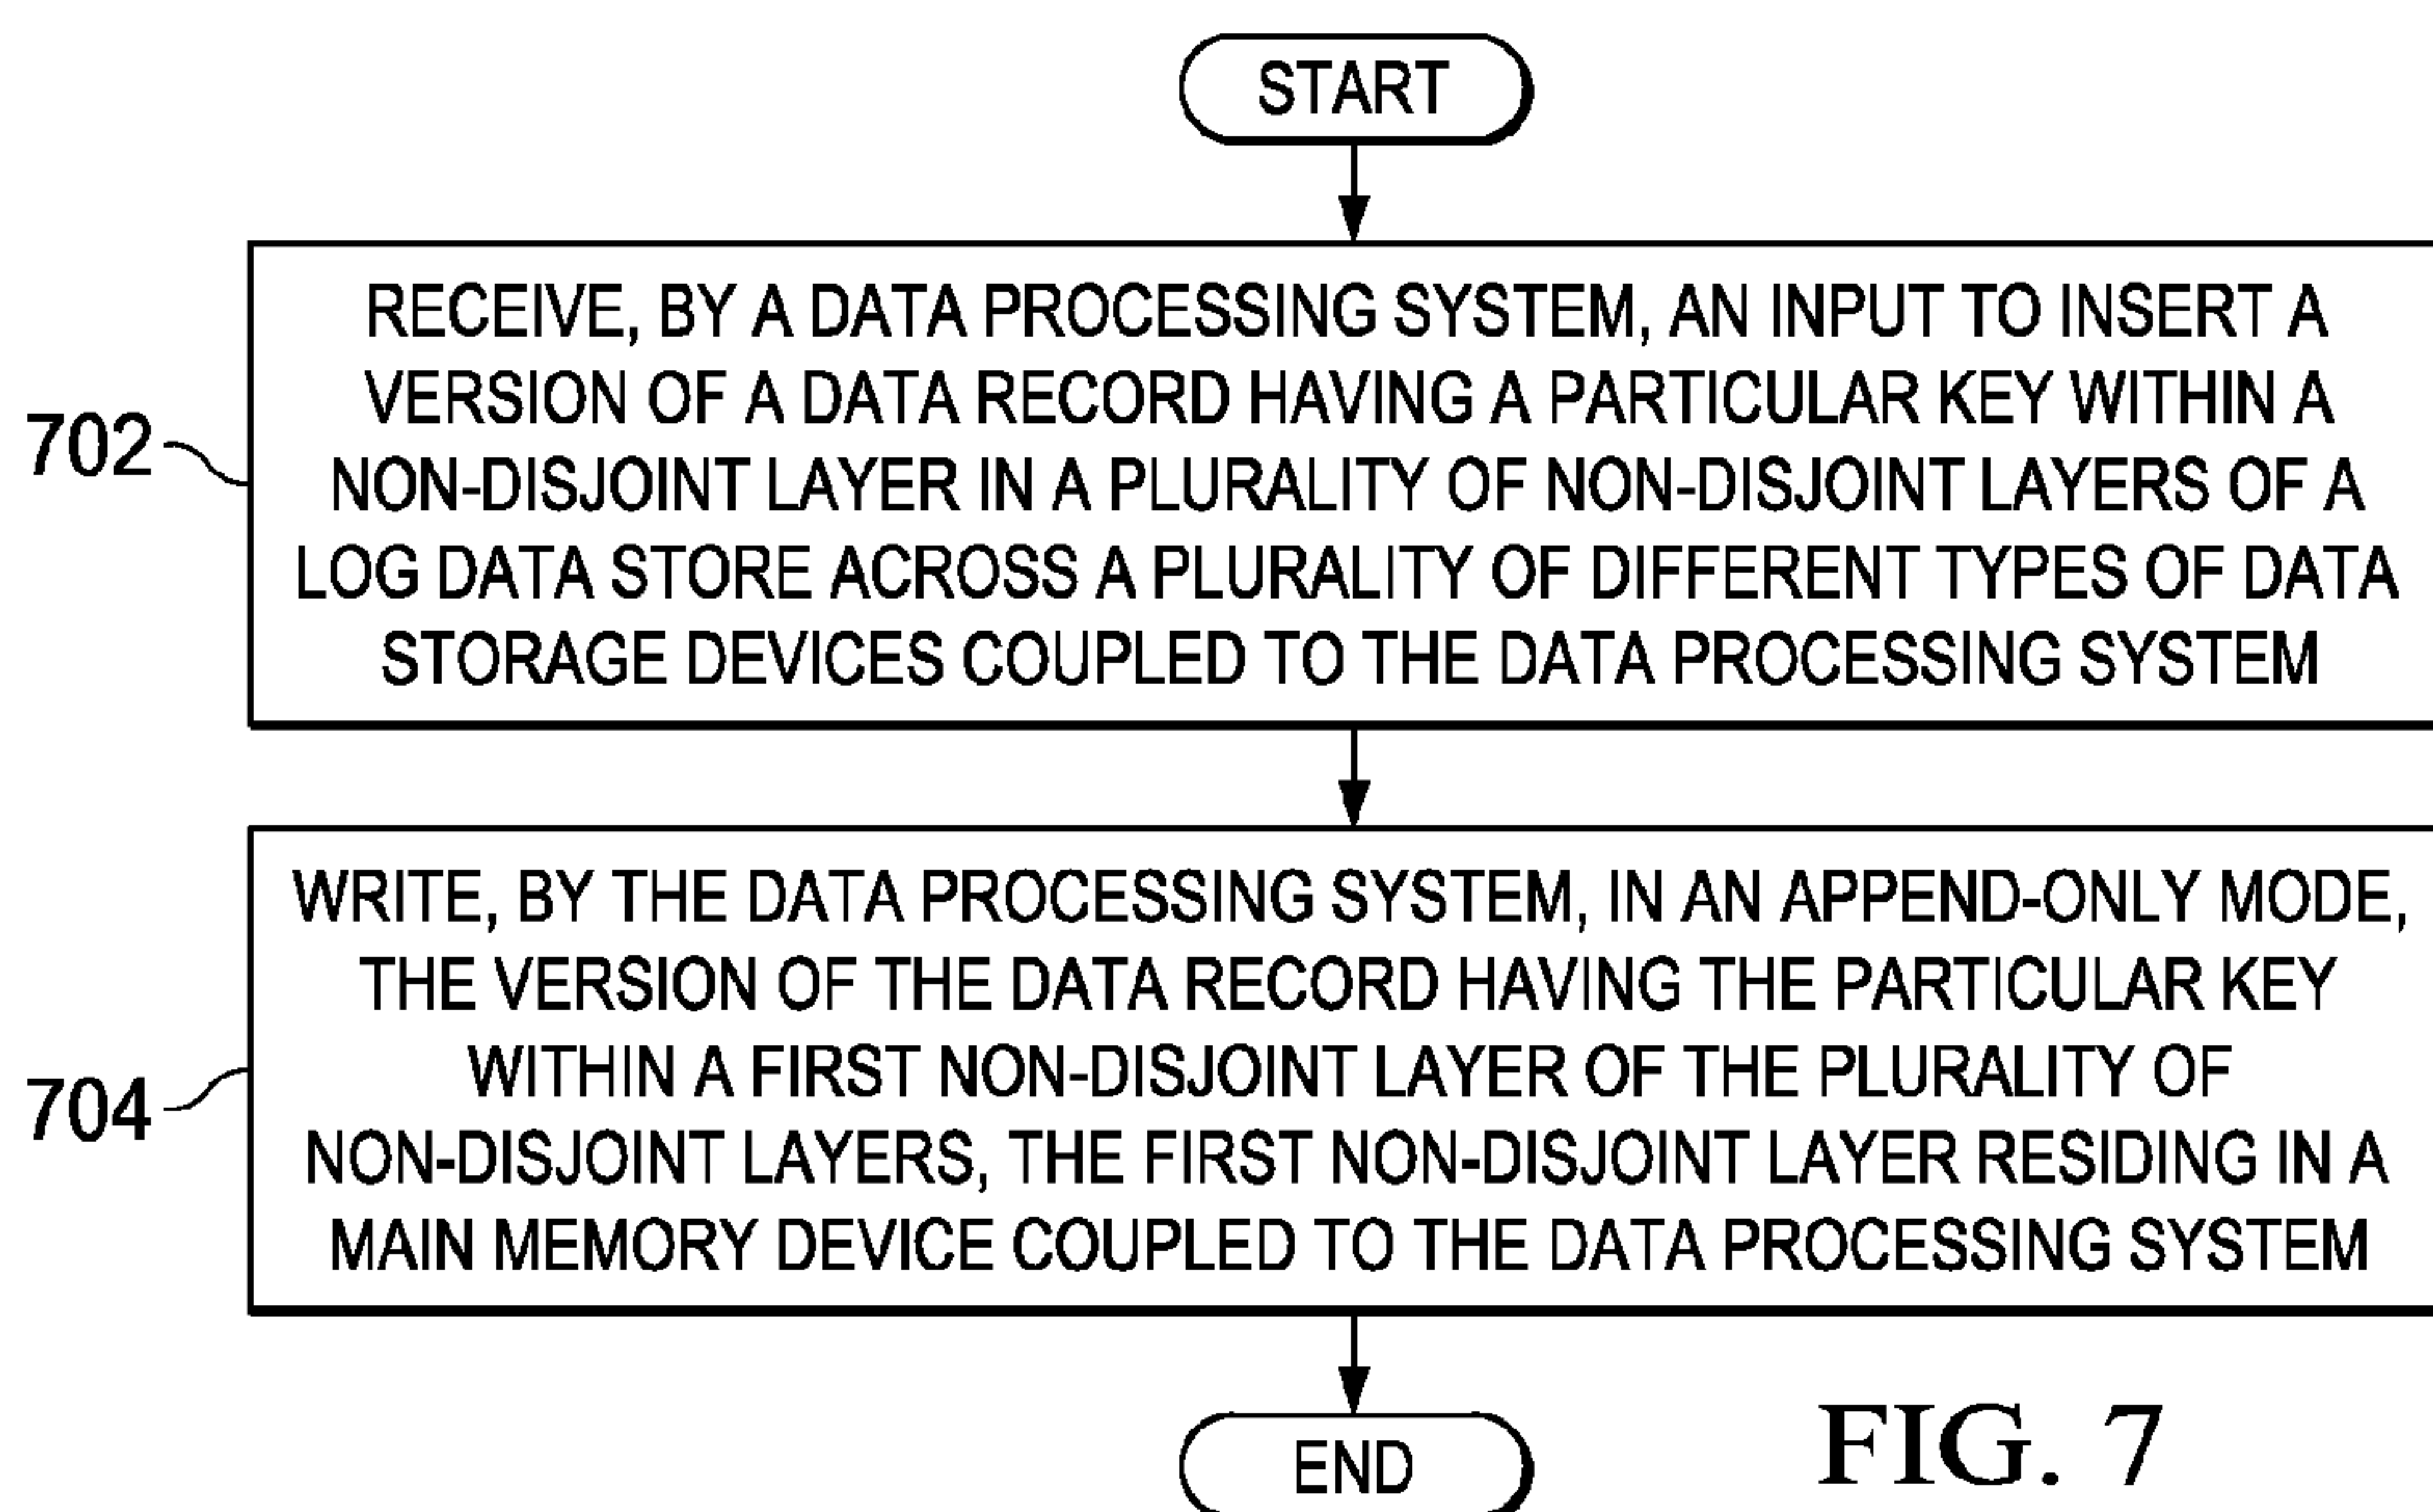 START
RECEIVE, BY A DATA PROCESSING SYSTEM, AN INPUT TO INSERT A
VERSION OF A DATA RECORD HAVING A PARTICULAR KEY WITHIN A
702
NON-DISJOINT LAYER IN A PLURALITY OF NON-DISJOINT LAYERS OF A
LOG DATA STORE ACROSS A PLURALITY OF DIFFERENT TYPES OF DATA
STORAGE DEVICES COUPLED TO THE DATA PROCESSING SYSTEM
WRITE, BY THE DATA PROCESSING SYSTEM, IN AN APPEND-ONLY MODE,
THE VERSION OF THE DATA RECORD HAVING THE PARTICULAR KEY
WITHIN A FIRST NON-DISJOINT LAYER OF THE PLURALITY OF
704
NON-DISJOINT LAYERS, THE FIRST NON-DISJOINT LAYER RESIDING IN A
MAIN MEMORY DEVICE COUPLED TO THE DATA PROCESSING SYSTEM
END
FIG. 7